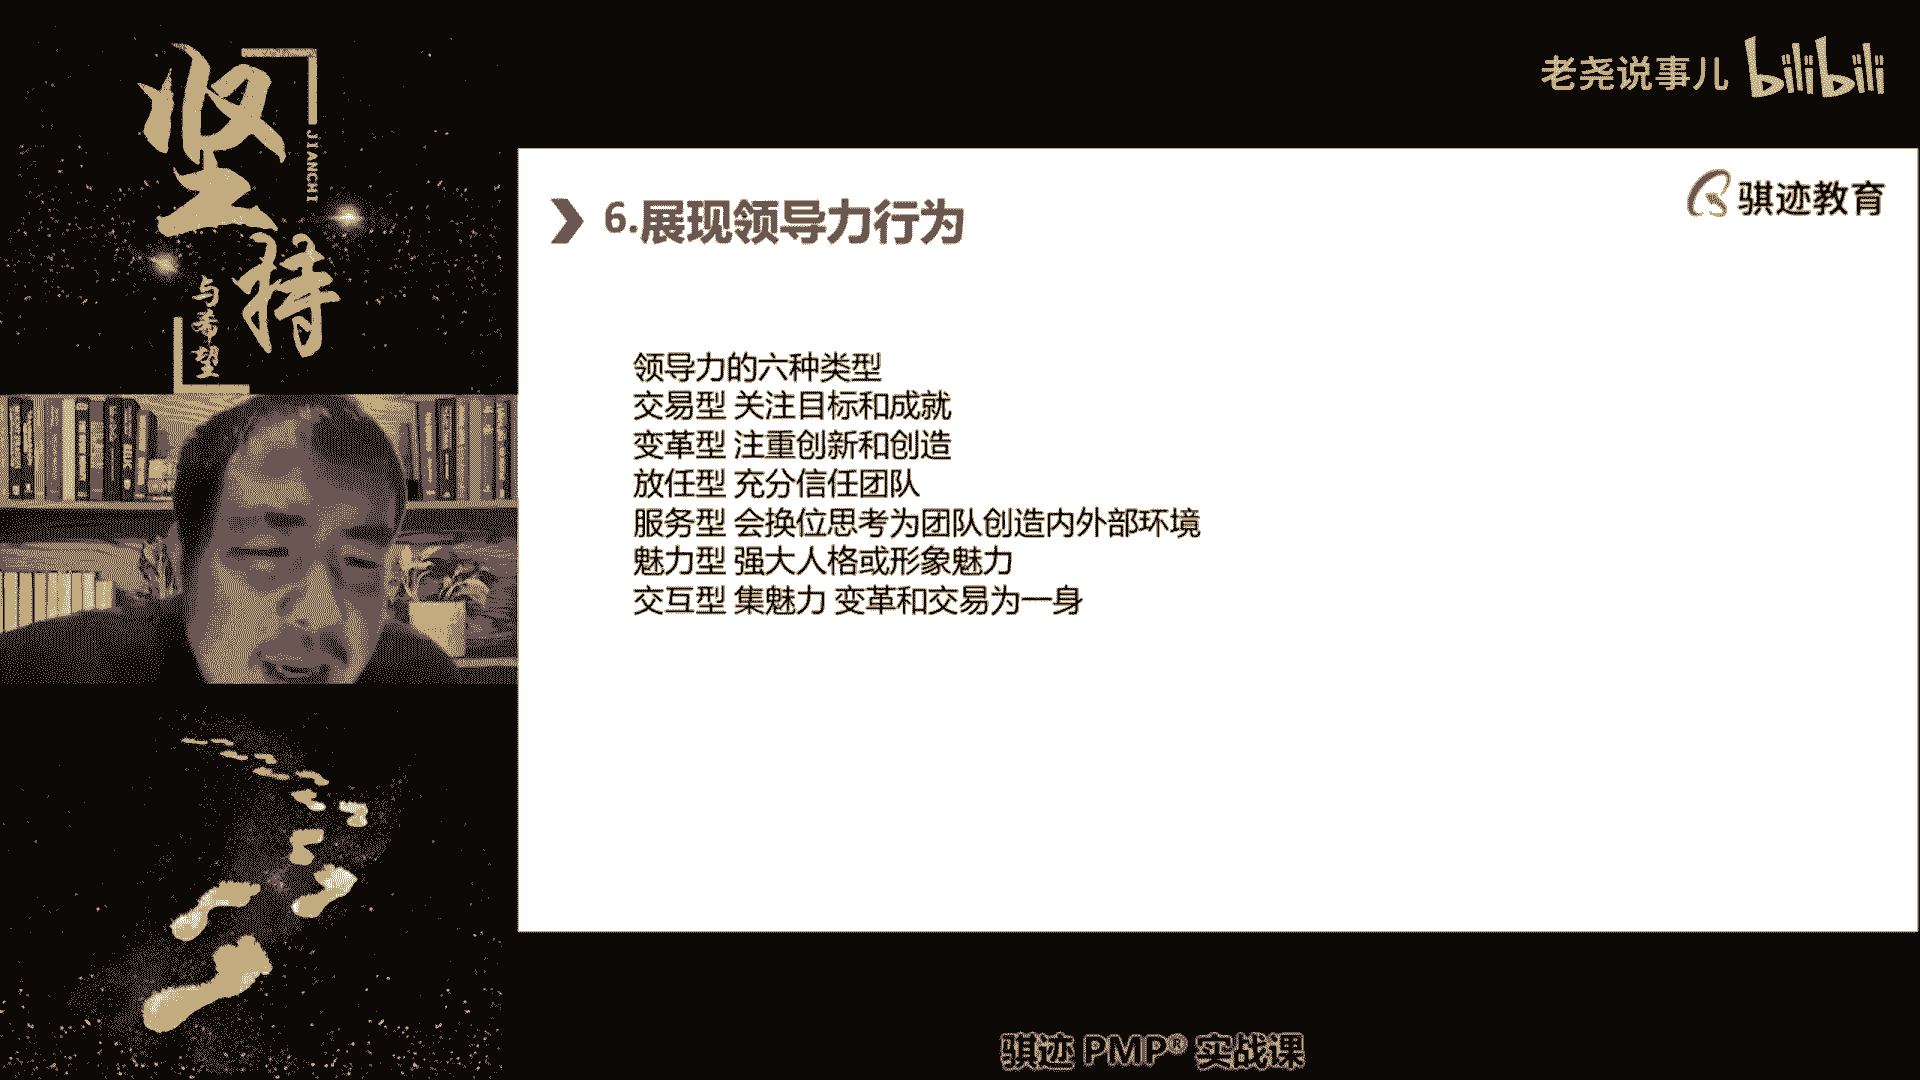 坚持
JIANCHI
与希望
老尧说事儿 bilibili
骐迹教育
6.展现领导力行为
领导力的六种类型
交易型 关注目标和成就
变革型 注重创新和创造
放任型 充分信任团队
服务型 会换位思考为团队创造内外部环境
魅力型 强大人格或形象魅力
交互型 集魅力 变革和交易为一身
骐迹 PMP® 实战课